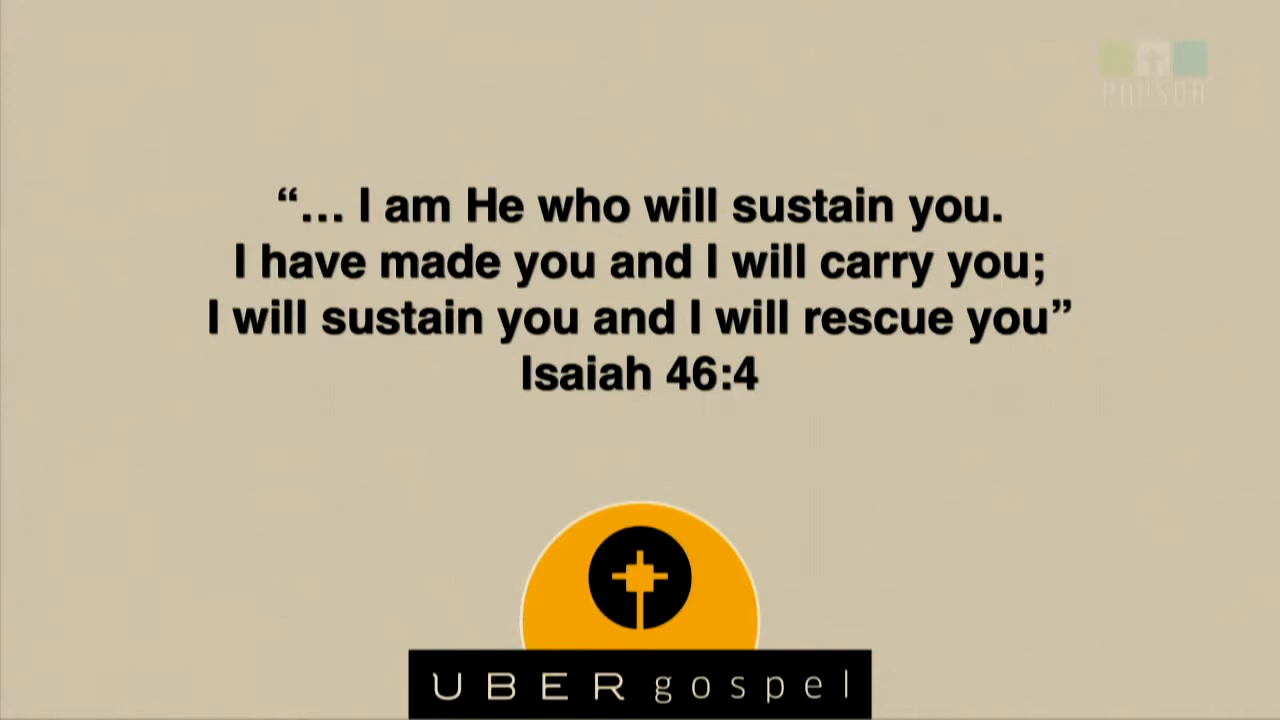 “... I am He who will sustain you.
I have made you and I will carry you;
I will sustain you and I will rescue you”
Isaiah 46:4
UBER gospel